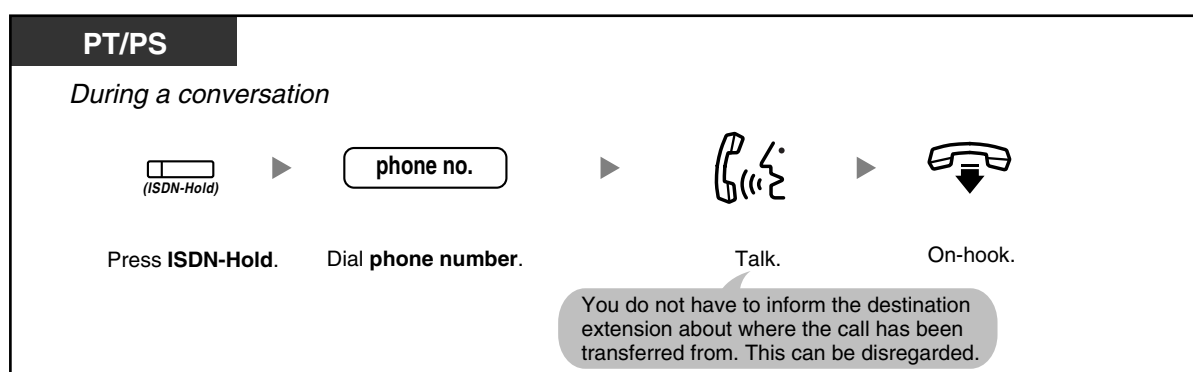 PT/PS
During a conversation
(ISDN-Hold)
phone no.
Press ISDN-Hold.
Dial phone number.
Talk.
On-hook.
You do not have to inform the destination
extension about where the call has been
transferred from. This can be disregarded.